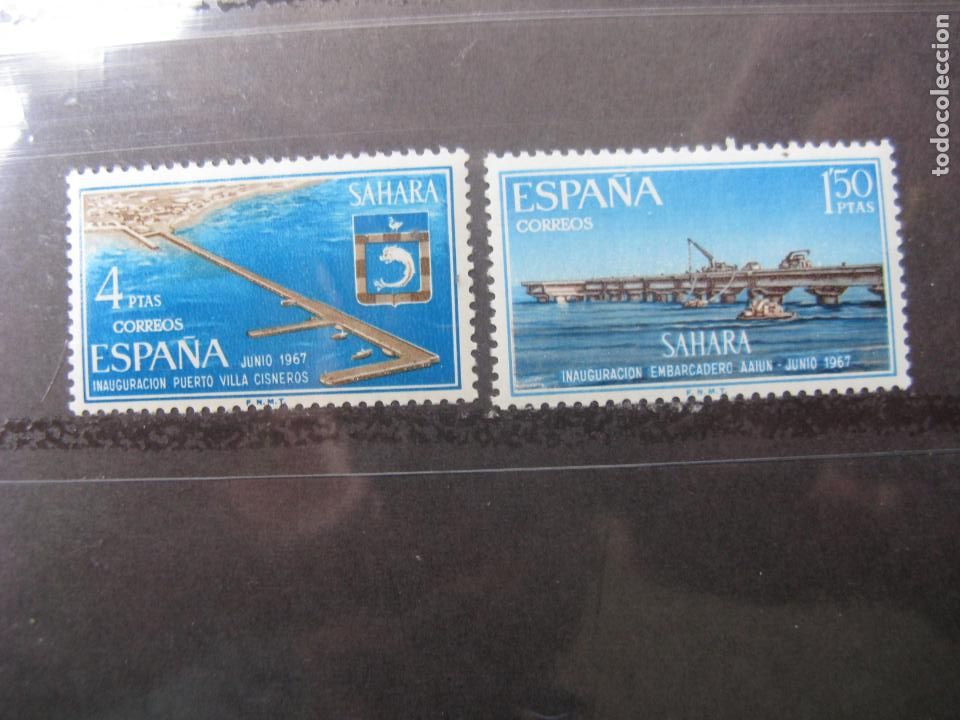 SAHARA
4 PTAS
CORREOS
ESPAÑA JUNIO 1967
INAUGURACION PUERTO VILLA CISNEROS
F.N.M.T.
ESPAÑA
CORREOS
1'50
PTAS
SAHARA
INAUGURACION EMBARCADERO AAIUN - JUNIO 1967
F.N.M.T.
todocoleccion